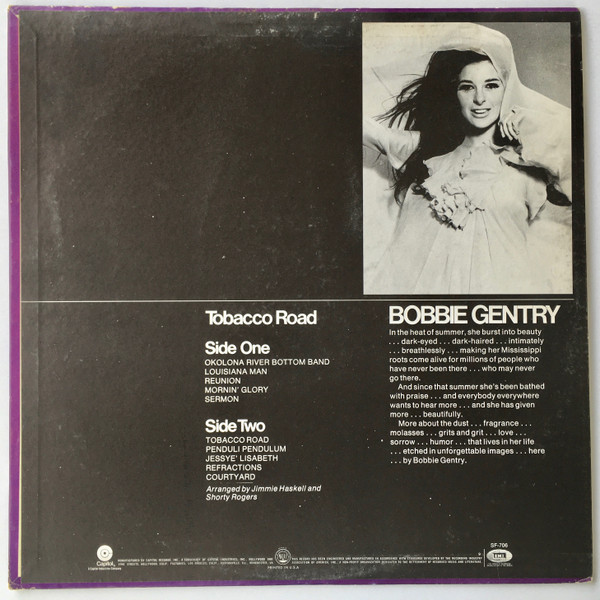 Tobacco Road
Side One
OKOLONA RIVER BOTTOM BAND
LOUISIANA MAN
REUNION
MORNIN' GLORY
SERMON
Side Two
TOBACCO ROAD
PENDULI PENDULUM
JESSYE' LISABETH
REFRACTIONS
COURTYARD
Arranged by Jimmie Haskell and
Shorty Rogers
BOBBIE GENTRY
In the heat of summer, she burst into beauty
. . . dark-eyed . . . dark-haired . . . intimately
. . . breathlessly . . . making her Mississippi
roots come alive for millions of people who
have never been there . . . who may never
go there.
And since that summer she's been bathed
with praise . . . and everybody everywhere
wants to hear more . . . and she has given
more . . . beautifully.
More about the dust . . . fragrance . . .
molasses . . . grits and grit . . . love . . .
sorrow . . . humor . . . that lives in her life
. . . etched in unforgettable images . . . here
. . . by Bobbie Gentry.
SF-706
Capitol
EMI
PRINTED IN U.S.A.